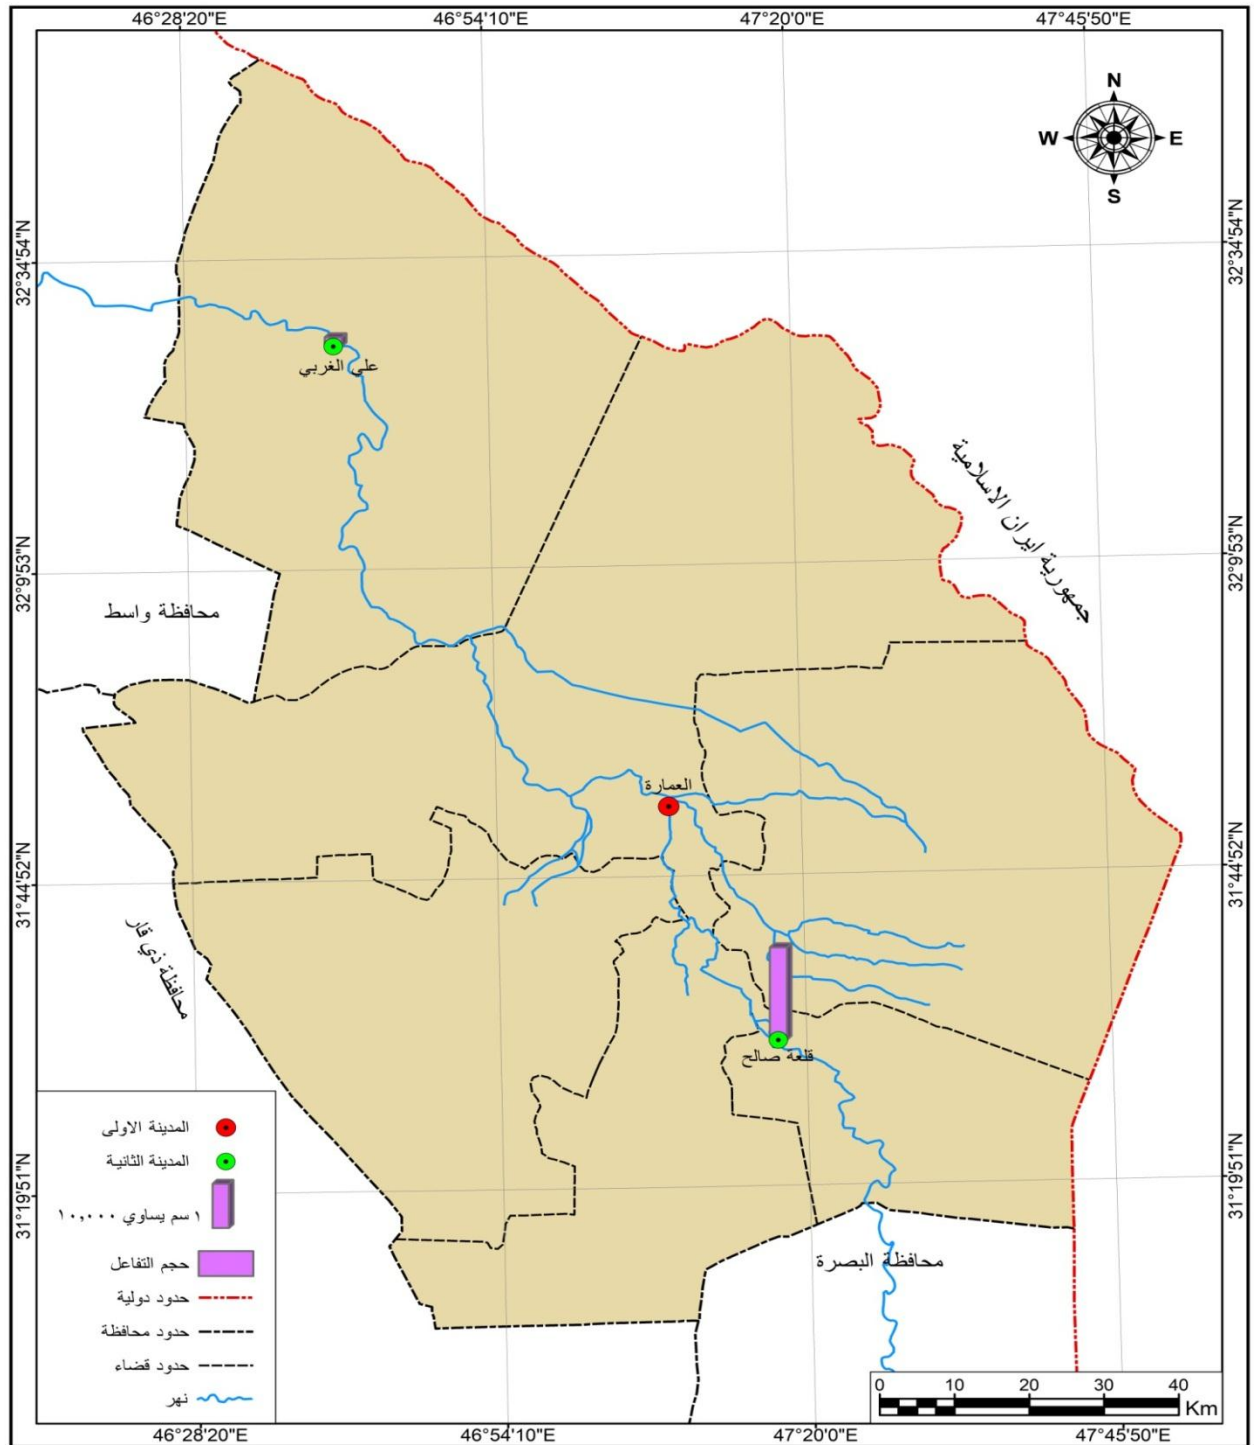 46°28'20"E 46°54'10"E 47°20'0"E 47°45'50"E
N
W E
S
32°34'54"N 32°34'54"N
علي الغربي
جمهورية ايران الاسلامية
32°9'53"N 32°9'53"N
محافظة واسط
العمارة
31°44'52"N 31°44'52"N
محافظة ذي قار
قلعة صالح
المدينة الاولى
المدينة الثانية
١ سم يساوي ١٠,٠٠٠
31°19'51"N 31°19'51"N
حجم التفاعل
محافظة البصرة
حدود دولية
حدود محافظة
حدود قضاء
نهر
0 10 20 30 40
Km
46°28'20"E 46°54'10"E 47°20'0"E 47°45'50"E